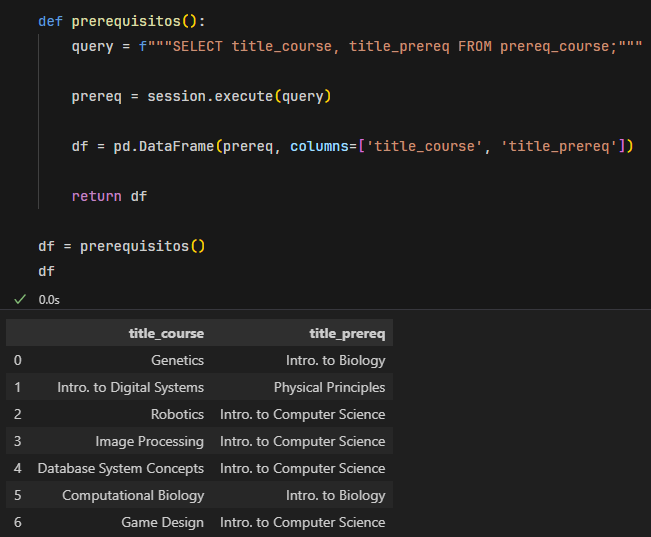 def prerequisitos():
query = f"""SELECT title_course, title_prereq FROM prereq_course;"""
prereq = session.execute(query)
df = pd.DataFrame(prereq, columns=['title_course', 'title_prereq'])
return df
df = prerequisitos()
df
✓ 0.0s
title_course title_prereq
0 Genetics Intro. to Biology
1 Intro. to Digital Systems Physical Principles
2 Robotics Intro. to Computer Science
3 Image Processing Intro. to Computer Science
4 Database System Concepts Intro. to Computer Science
5 Computational Biology Intro. to Biology
6 Game Design Intro. to Computer Science